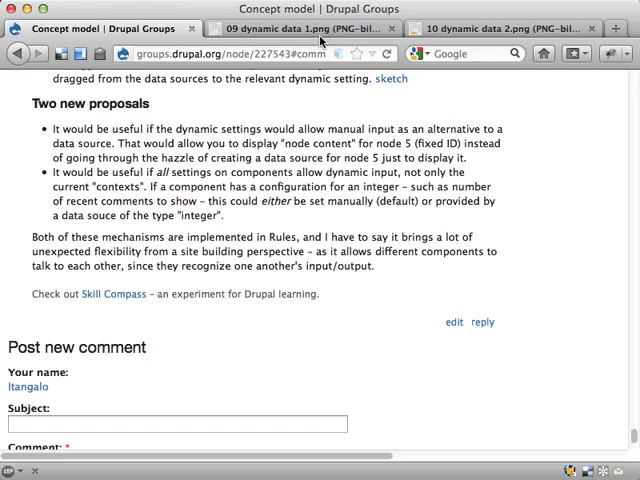 Concept model | Drupal Groups
Concept model | Drupal Groups
09 dynamic data 1.png (PNG-bil...
10 dynamic data 2.png (PNG-bil...
groups.drupal.org/node/227543#comm
Google
dragged from the data sources to the relevant dynamic setting. sketch
Two new proposals
• It would be useful if the dynamic settings would allow manual input as an alternative to a
data source. That would allow you to display "node content" for node 5 (fixed ID) instead
of going through the hazzle of creating a data source for node 5 just to display it.
• It would be useful if all settings on components allow dynamic input, not only the
current "contexts". If a component has a configuration for an integer – such as number
of recent comments to show – this could either be set manually (default) or provided by
a data souce of the type "integer".
Both of these mechanisms are implemented in Rules, and I have to say it brings a lot of
unexpected flexibility from a site building perspective – as it allows different components to
talk to each other, since they recognize one another's input/output.
Check out Skill Compass – an experiment for Drupal learning.
edit reply
Post new comment
Your name:
Itangalo
Subject:
Comment: *
ABP